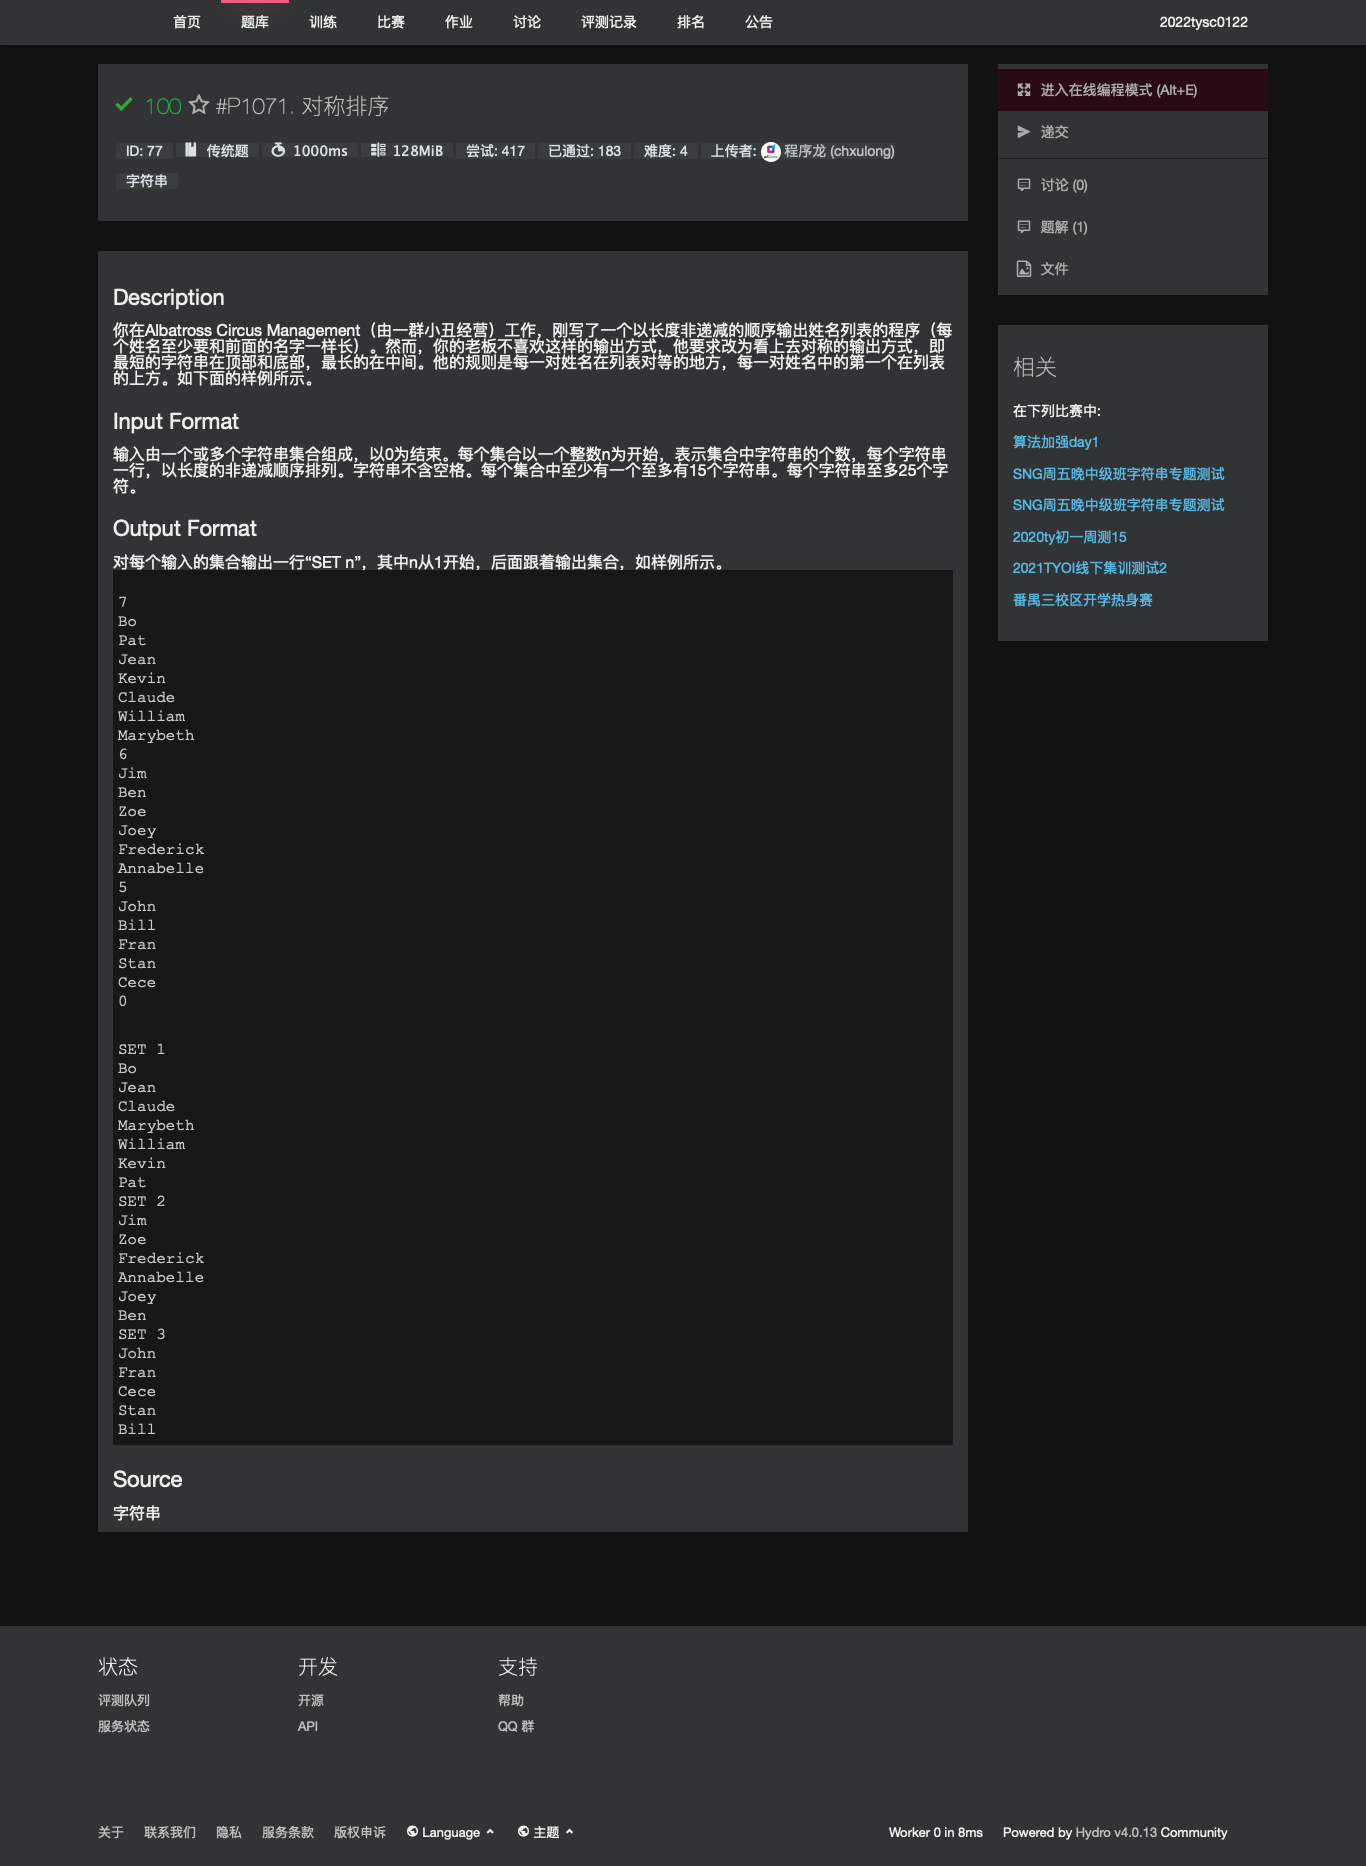 首页 题库 训练 比赛 作业 讨论 评测记录 排名 公告 2022tysc0122
100 #P1071. 对称排序
ID: 77 传统题 1000ms 128MiB 尝试: 417 已通过: 183 难度: 4 上传者: 程序龙 (chxulong)
字符串
Description
你在Albatross Circus Management（由一群小丑经营）工作，刚写了一个以长度非递减的顺序输出姓名列表的程序（每
个姓名至少要和前面的名字一样长）。然而，你的老板不喜欢这样的输出方式，他要求改为看上去对称的输出方式，即
最短的字符串在顶部和底部，最长的在中间。他的规则是每一对姓名在列表对等的地方，每一对姓名中的第一个在列表
的上方。如下面的样例所示。
Input Format
输入由一个或多个字符串集合组成，以0为结束。每个集合以一个整数n为开始，表示集合中字符串的个数，每个字符串
一行，以长度的非递减顺序排列。字符串不含空格。每个集合中至少有一个至多有15个字符串。每个字符串至多25个字
符。
Output Format
对每个输入的集合输出一行“SET n”，其中n从1开始，后面跟着输出集合，如样例所示。
7
Bo
Pat
Jean
Kevin
Claude
William
Marybeth
6
Jim
Ben
Zoe
Joey
Frederick
Annabelle
5
John
Bill
Fran
Stan
Cece
0
SET 1
Bo
Jean
Claude
Marybeth
William
Kevin
Pat
SET 2
Jim
Zoe
Frederick
Annabelle
Joey
Ben
SET 3
John
Fran
Cece
Stan
Bill
Source
字符串
进入在线编程模式 (Alt+E)
递交
讨论 (0)
题解 (1)
文件
相关
在下列比赛中:
算法加强day1
SNG周五晚中级班字符串专题测试
SNG周五晚中级班字符串专题测试
2020ty初一周测15
2021TYOI线下集训测试2
番禺三校区开学热身赛
状态 开发 支持
评测队列 开源 帮助
服务状态 API QQ 群
关于 联系我们 隐私 服务条款 版权申诉 Language 主题 Worker 0 in 8ms Powered by Hydro v4.0.13 Community